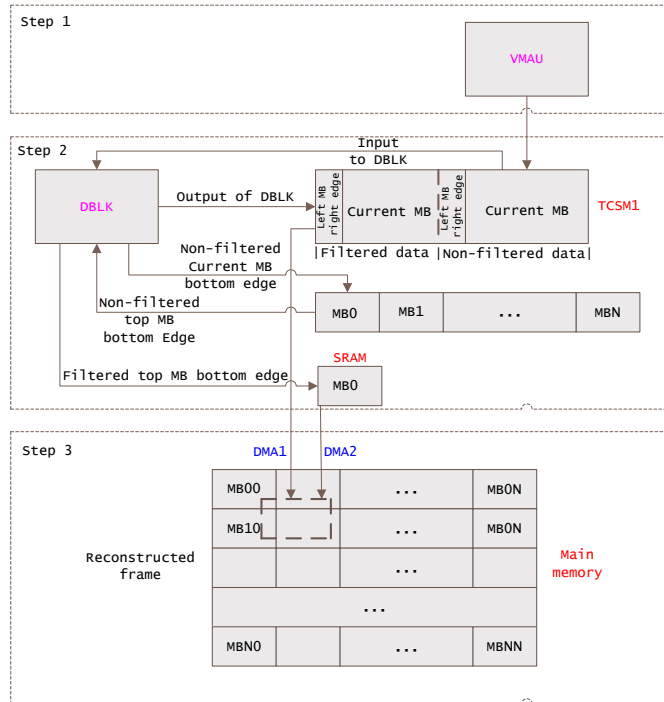 Step 1
VMAU
Step 2
Input
to DBLK
DBLK
Output of DBLK
Left MB
right edge
Current MB
Left MB
right edge
Current MB
TCSM1
|Filtered data|Non-filtered data|
Non-filtered
Current MB
bottom edge
Non-filtered
top MB
bottom Edge
MB0
MB1
...
MBN
SRAM
Filtered top MB bottom edge
MB0
Step 3
DMA1
DMA2
MB00
...
MB0N
MB10
...
MB0N
Reconstructed
frame
...
Main
memory
...
MBN0
...
MBNN